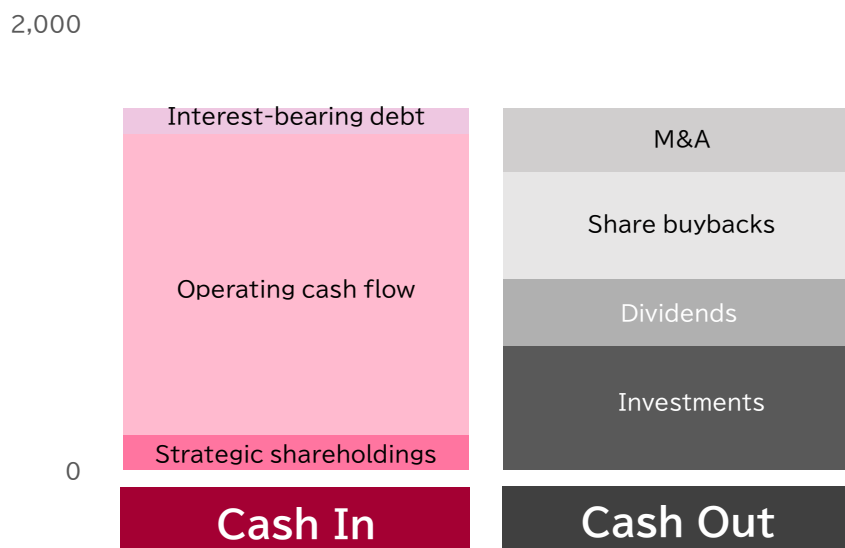 2,000
Interest-bearing debt
Operating cash flow
Strategic shareholdings
0
Cash In
M&A
Share buybacks
Dividends
Investments
Cash Out